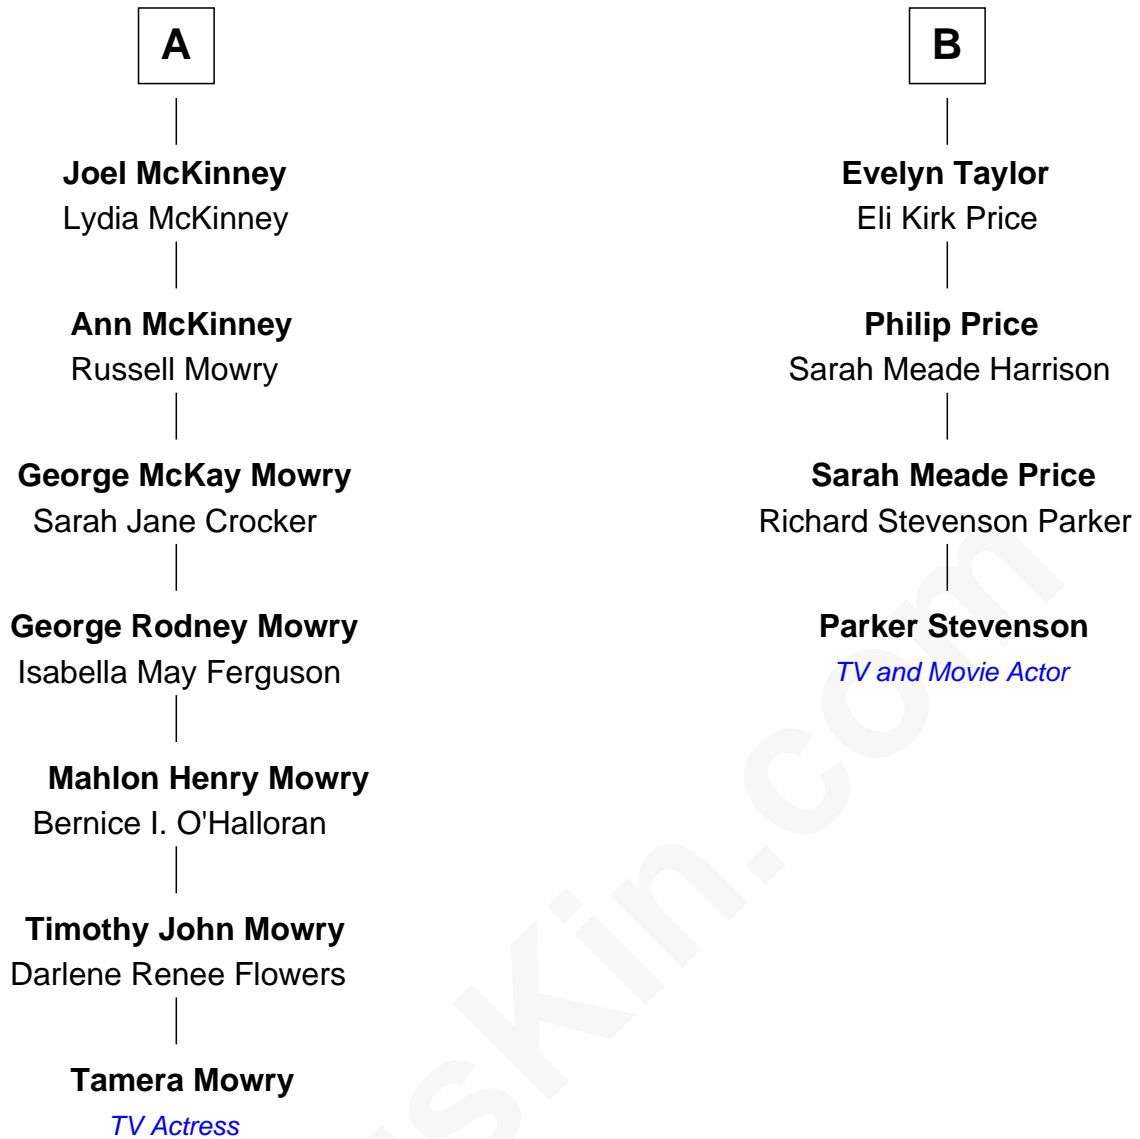 A
Joel McKinney
Lydia McKinney
Ann McKinney
Russell Mowry
George McKay Mowry
Sarah Jane Crocker
George Rodney Mowry
Isabella May Ferguson
Mahlon Henry Mowry
Bernice I. O'Halloran
Timothy John Mowry
Darlene Renee Flowers
Tamera Mowry
TV Actress
B
Evelyn Taylor
Eli Kirk Price
Philip Price
Sarah Meade Harrison
Sarah Meade Price
Richard Stevenson Parker
Parker Stevenson
TV and Movie Actor
sKin.com